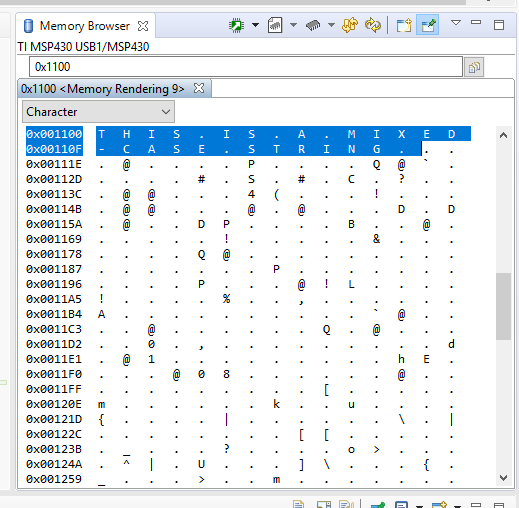 Memory Browser
TI MSP430 USB1/MSP430
0x1100
0x1100 <Memory Rendering 9>
Character
0x001100 T H I S . I S . A . M I X E D
0x00110F - C A S E . S T R I N G . . .
0x00111E . @ . . . . P . . . . Q @ ` .
0x00112D . . . . # . S . # . C . ? . .
0x00113C . @ @ . . . 4 ( . . . ! . . .
0x00114B . @ @ . . . @ . @ . . . D . D
0x00115A . @ . . D P . . . . B . . @ .
0x001169 . . . . . ! . . . . . & . . .
0x001178 . . . . Q @ . . . . . . . . .
0x001187 . . . . . . . P . . . . . . .
0x001196 . . . . P . . . @ ! L . . . .
0x0011A5 ! . . . . % . . , . . . . . .
0x0011B4 A . . . . . . . . . . ` @ . .
0x0011C3 . . @ . . . . . . Q . @ . . .
0x0011D2 . . 0 . , . . . . . . . . . d
0x0011E1 . @ 1 . . . . . . . . . h E .
0x0011F0 . . . @ 0 8 . . . . . . @ . .
0x0011FF . . . . . . . . . [ . . . . .
0x00120E m . . . . . . k . . u . . . .
0x00121D { . . . . | . . . . . . \ . |
0x00122C . . . . . . . . [ [ . . . . .
0x00123B . _ . . . ? . . . . o > . . .
0x00124A . ^ | . U . . . ] \ . . . { .
0x001259 _ . . . > . . m . . . . . . .